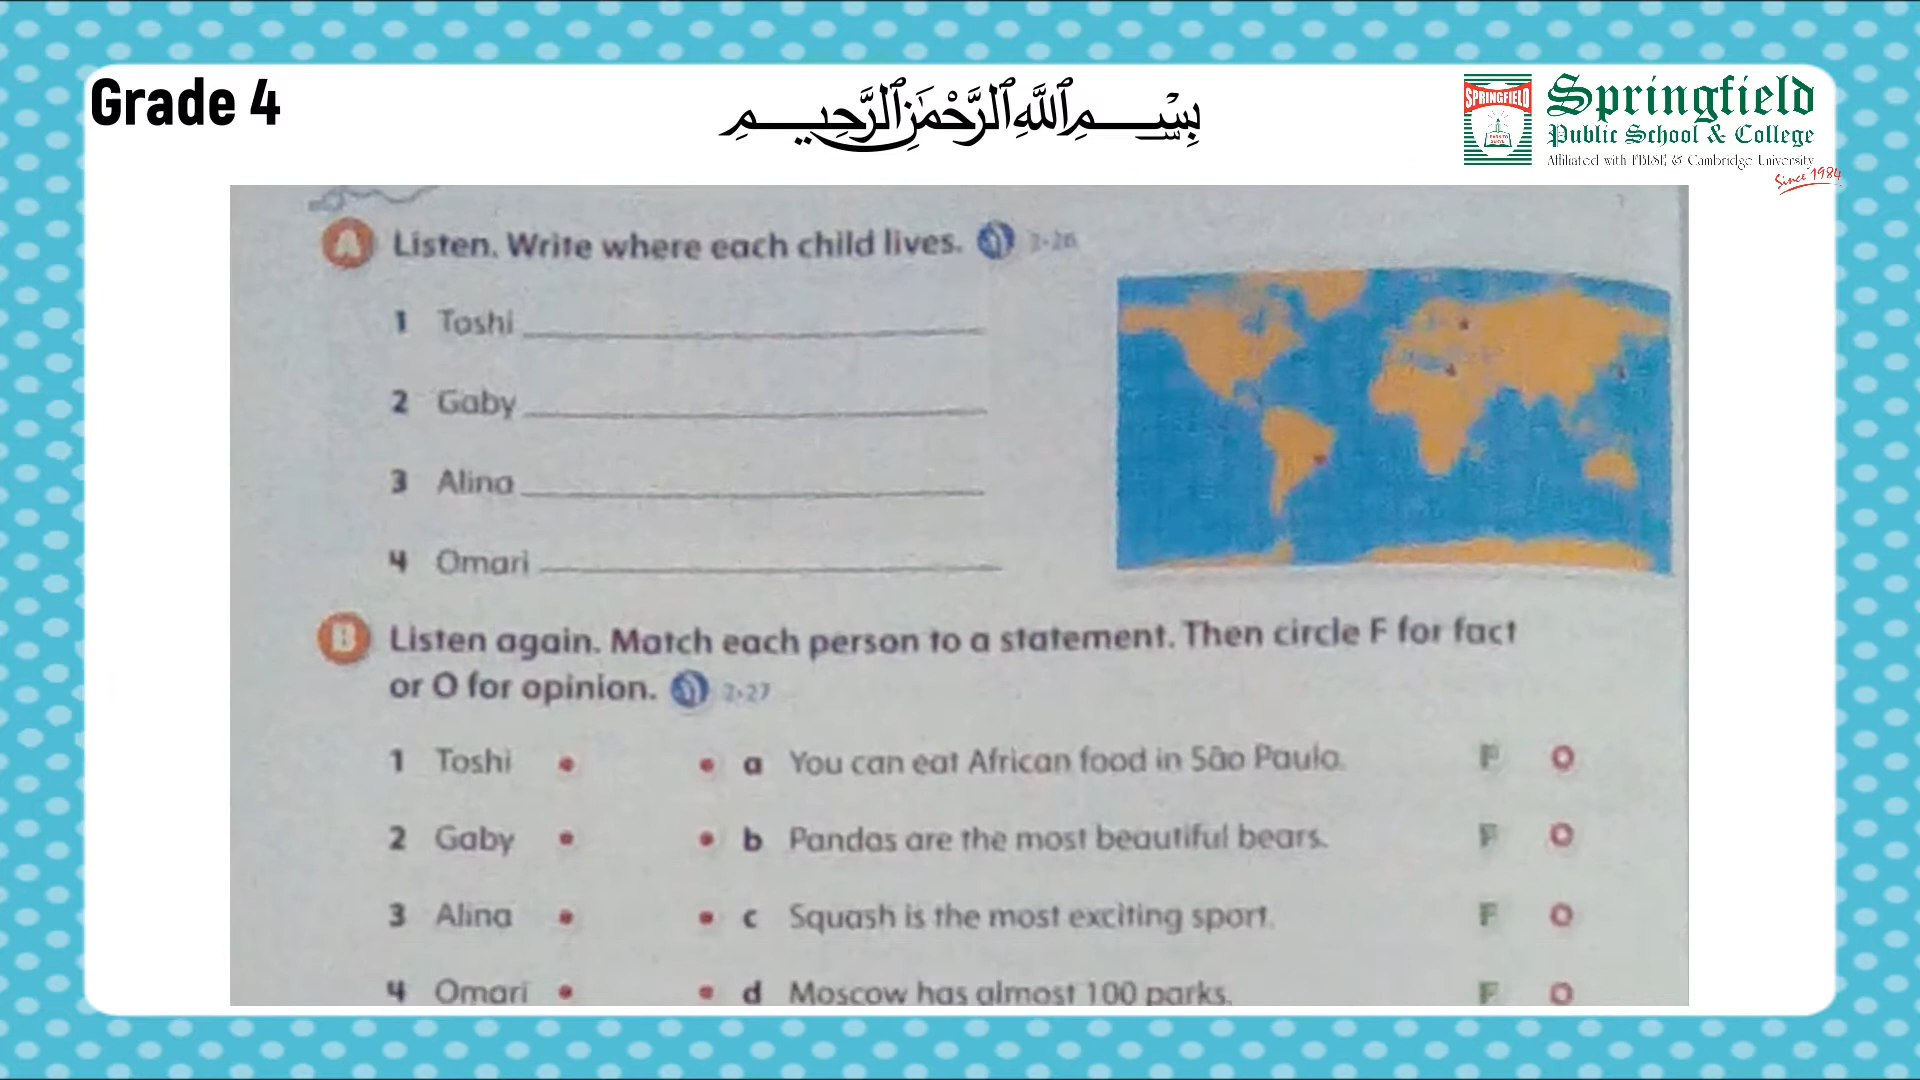 Grade 4
بِسْمِ ٱللَّهِ ٱلرَّحْمَٰنِ ٱلرَّحِيمِ
SPRINGFIELD
Springfield
Public School & College
Affiliated with FBISE & Cambridge University
Since 1984
A Listen. Write where each child lives. 2•26
1 Toshi
2 Gaby
3 Alina
4 Omari
B Listen again. Match each person to a statement. Then circle F for fact
or O for opinion. 2•27
1 Toshi • • a You can eat African food in São Paulo. F O
2 Gaby • • b Pandas are the most beautiful bears. F O
3 Alina • • c Squash is the most exciting sport. F O
4 Omari • • d Moscow has almost 100 parks. F O